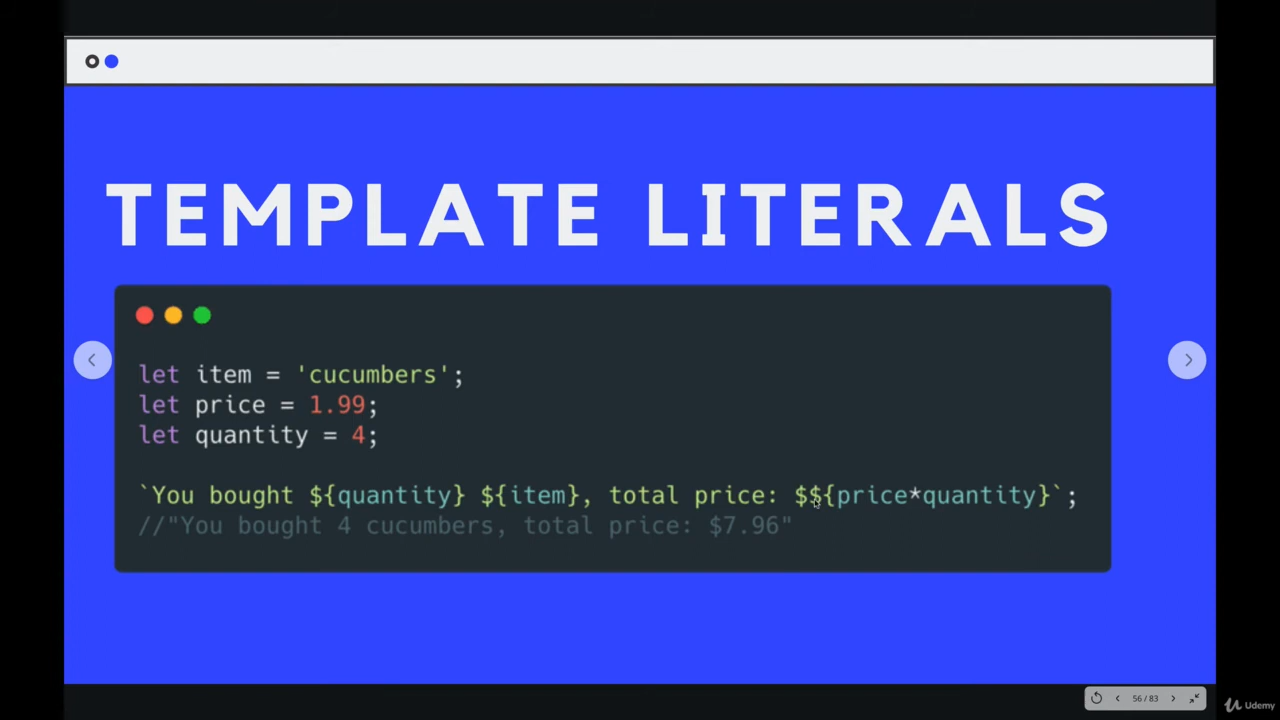 TEMPLATE LITERALS
let item = 'cucumbers';
let price = 1.99;
let quantity = 4;
`You bought ${quantity} ${item}, total price: $${price*quantity}`;
//"You bought 4 cucumbers, total price: $7.96"
56 / 83
Udemy